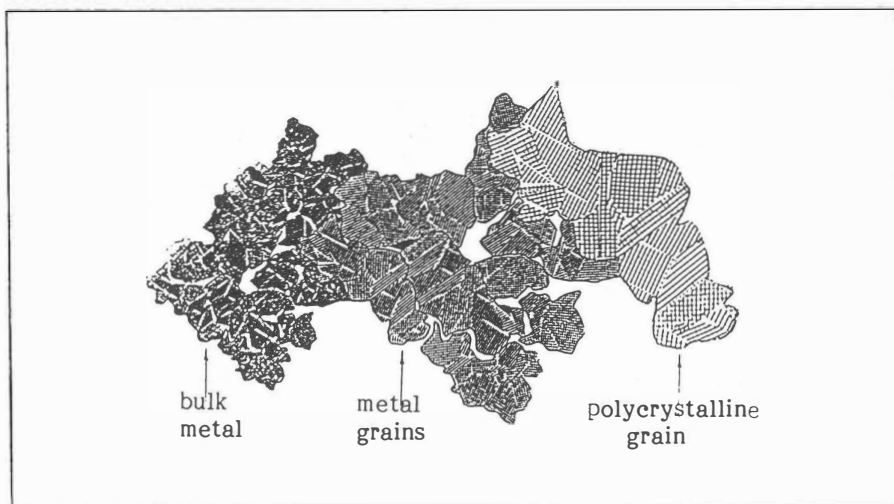 bulk
metal
metal
grains
polycrystalline
grain